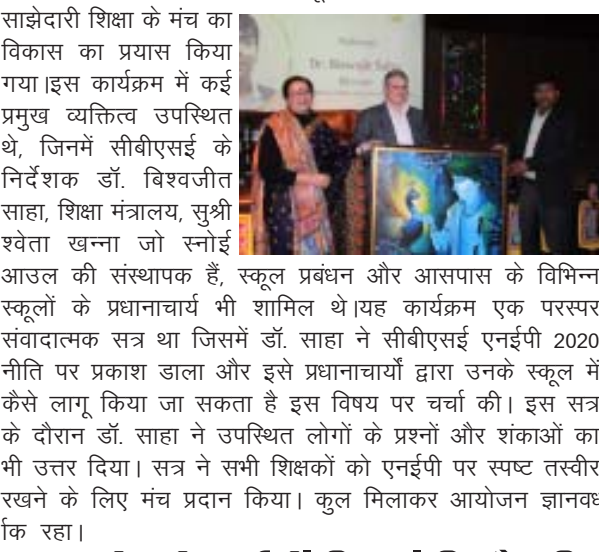 साझेदारी शिक्षा के मंच का
विकास का प्रयास किया
गया।इस कार्यक्रम में कई
प्रमुख व्यक्तित्व उपस्थित
थे, जिनमें सीबीएसई के
निर्देशक डॉ. बिश्वजीत
साहा, शिक्षा मंत्रालय, सुश्री
श्वेता खन्ना जो स्नोई
आउल की संस्थापक हैं, स्कूल प्रबंधन और आसपास के विभिन्न
स्कूलों के प्रधानाचार्य भी शामिल थे।यह कार्यक्रम एक परस्पर
संवादात्मक सत्र था जिसमें डॉ. साहा ने सीबीएसई एनईपी 2020
नीति पर प्रकाश डाला और इसे प्रधानाचार्यों द्वारा उनके स्कूल में
कैसे लागू किया जा सकता है इस विषय पर चर्चा की। इस सत्र
के दौरान डॉ. साहा ने उपस्थित लोगों के प्रश्नों और शंकाओं का
भी उत्तर दिया। सत्र ने सभी शिक्षकों को एनईपी पर स्पष्ट तस्वीर
रखने के लिए मंच प्रदान किया। कुल मिलाकर आयोजन ज्ञानवध
र्क रहा।